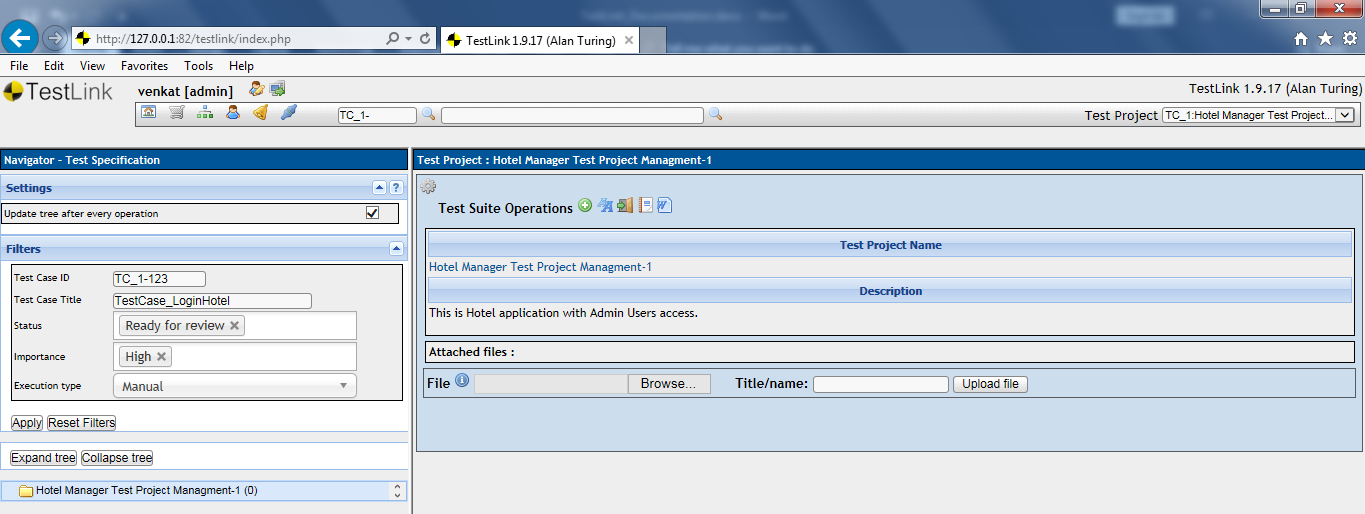 http://127.0.0.1:82/testlink/index.php
TestLink 1.9.17 (Alan Turing)
File Edit View Favorites Tools Help
TestLink
venkat [admin]
TestLink 1.9.17 (Alan Turing)
TC_1-
Test Project TC_1:Hotel Manager Test Project...
Navigator - Test Specification
Settings
?
Update tree after every operation
Filters
Test Case ID TC_1-123
Test Case Title TestCase_LoginHotel
Status Ready for review
Importance High
Execution type Manual
Apply Reset Filters
Expand tree Collapse tree
Hotel Manager Test Project Managment-1 (0)
Test Project : Hotel Manager Test Project Managment-1
Test Suite Operations
Test Project Name
Hotel Manager Test Project Managment-1
Description
This is Hotel application with Admin Users access.
Attached files :
File Browse... Title/name: Upload file